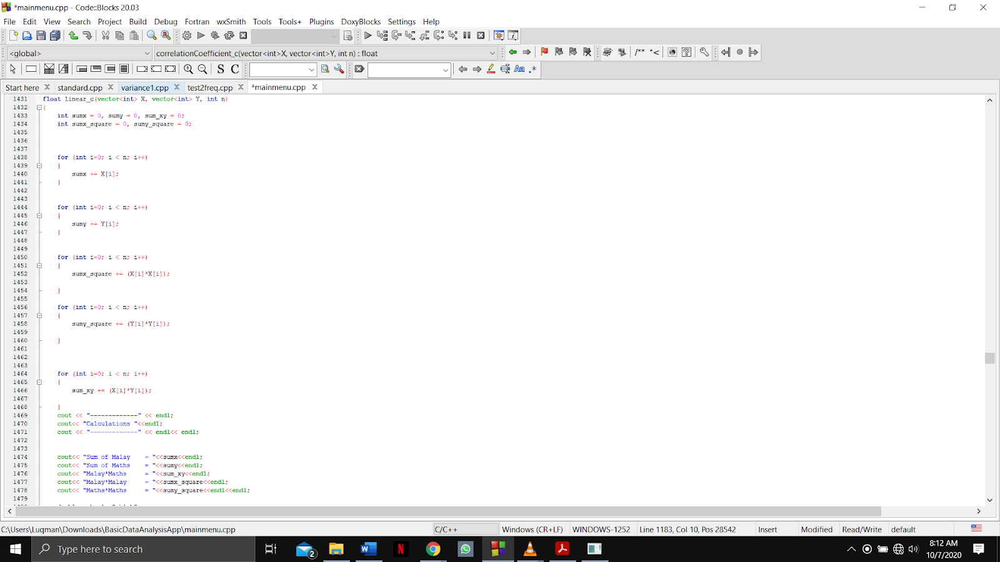 *mainmenu.cpp - Code::Blocks 20.03
File Edit View Search Project Build Debug Fortran wxSmith Tools Tools+ Plugins DoxyBlocks Settings Help
<global> correlationCoefficient_c(vector<int>X, vector<int>Y, int n) : float /** *<
S C Aa .*
Start here standard.cpp variance1.cpp test2freq.cpp *mainmenu.cpp
1431 float linear_c(vector<int> X, vector<int> Y, int n)
1432 {
1433 int sumx = 0, sumy = 0, sum_xy = 0;
1434 int sumx_square = 0, sumy_square = 0;
1435
1436
1437
1438 for (int i=0; i < n; i++)
1439 {
1440 sumx += X[i];
1441 }
1442
1443
1444 for (int i=0; i < n; i++)
1445 {
1446 sumy += Y[i];
1447 }
1448
1449
1450 for (int i=0; i < n; i++)
1451 {
1452 sumx_square += (X[i]*X[i]);
1453
1454 }
1455
1456 for (int i=0; i < n; i++)
1457 {
1458 sumy_square += (Y[i]*Y[i]);
1459
1460 }
1461
1462
1463
1464 for (int i=0; i < n; i++)
1465 {
1466 sum_xy += (X[i]*Y[i]);
1467
1468 }
1469 cout << "-------------" << endl;
1470 cout<< "Calculations "<<endl;
1471 cout << "-------------" << endl<< endl;
1472
1473
1474 cout<< "Sum of Malay = "<<sumx<<endl;
1475 cout<< "Sum of Maths = "<<sumy<<endl;
1476 cout<< "Malay*Maths = "<<sum_xy<<endl;
1477 cout<< "Malay*Malay = "<<sumx_square<<endl;
1478 cout<< "Maths*Maths = "<<sumy_square<<endl<<endl;
1479
C:\Users\Luqman\Downloads\BasicDataAnalysisApp\mainmenu.cpp C/C++ Windows (CR+LF) WINDOWS-1252 Line 1183, Col 10, Pos 28542 Insert Modified Read/Write default
Type here to search 2 W N 8:12 AM
10/7/2020